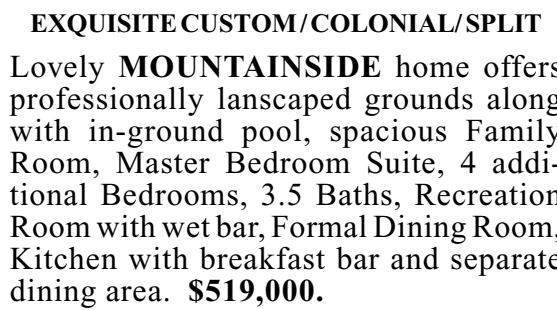 EXQUISITE CUSTOM / COLONIAL/ SPLIT
Lovely MOUNTAINSIDE home offers
professionally lanscaped grounds along
with in-ground pool, spacious Family
Room, Master Bedroom Suite, 4 addi-
tional Bedrooms, 3.5 Baths, Recreation
Room with wet bar, Formal Dining Room,
Kitchen with breakfast bar and separate
dining area. $519,000.